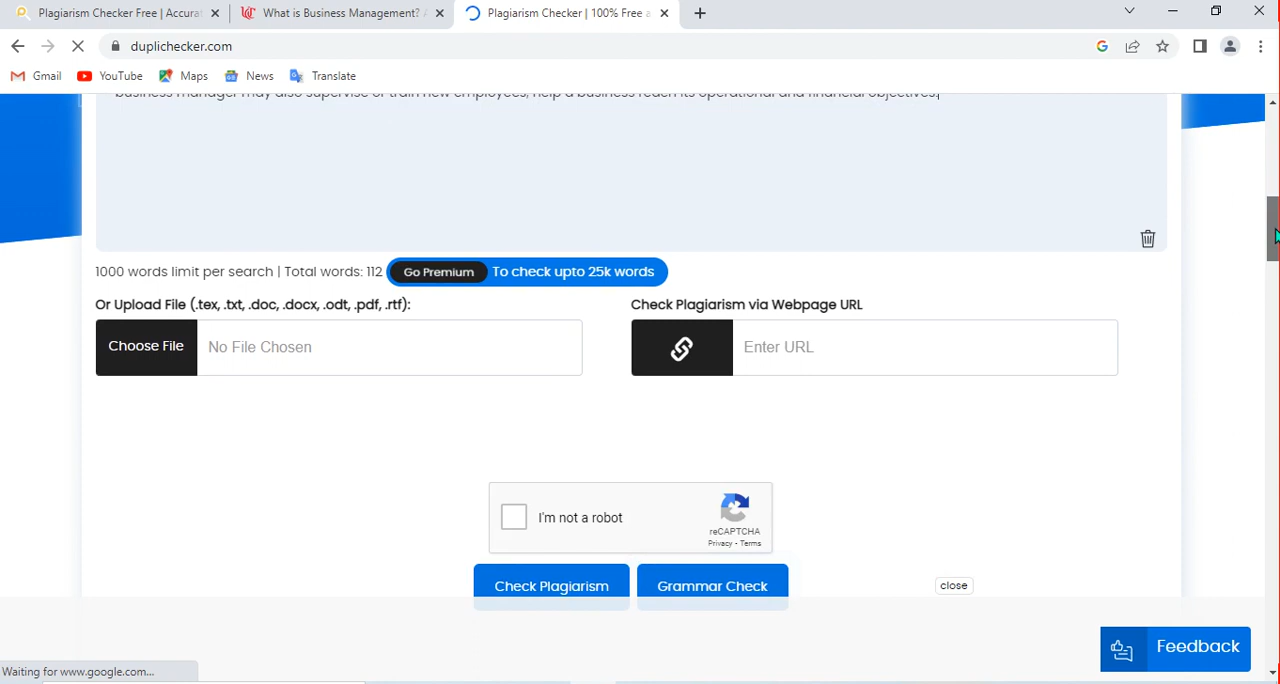 Plagiarism Checker Free | Accurat
What is Business Management? A
Plagiarism Checker | 100% Free a
duplichecker.com
Gmail YouTube Maps News Translate
business manager may also supervise or train new employees, help a business reach its operational and financial objectives.
1000 words limit per search | Total words: 112 Go Premium To check upto 25k words
Or Upload File (.tex, .txt, .doc, .docx, .odt, .pdf, .rtf):
Check Plagiarism via Webpage URL
Choose File No File Chosen
Enter URL
I'm not a robot
reCAPTCHA
Privacy - Terms
Check Plagiarism Grammar Check
close
Feedback
Waiting for www.google.com...